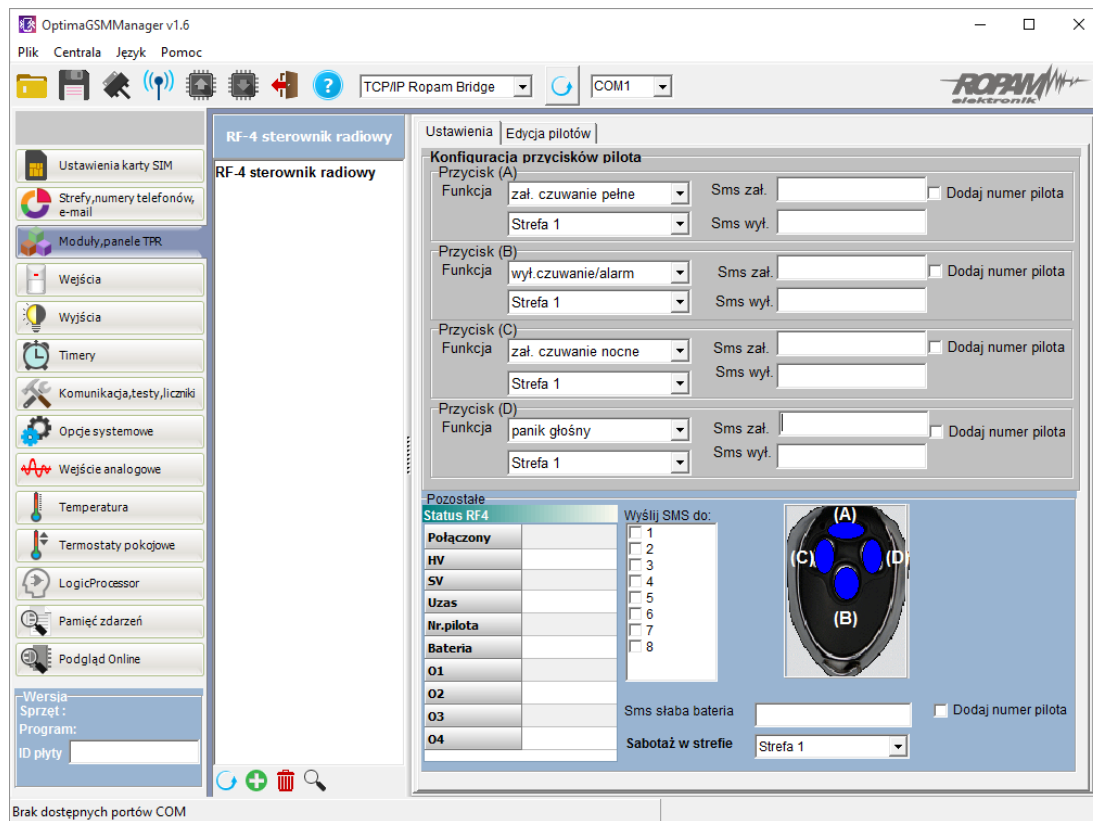 OptimaGSMManager v1.6
Plik Centrala Język Pomoc
TCP/IP Ropam Bridge
COM1
ROPAM
elektronik
Ustawienia karty SIM
Strefy,numery telefonów,
e-mail
Moduły,panele TPR
Wejścia
Wyjścia
Timery
Komunikacja,testy,liczniki
Opcje systemowe
Wejście analogowe
Temperatura
Termostaty pokojowe
LogicProcessor
Pamięć zdarzeń
Podgląd Online
Wersja
Sprzęt :
Program:
ID płyty
RF-4 sterownik radiowy
RF-4 sterownik radiowy
Ustawienia Edycja pilotów
Konfiguracja przycisków pilota
Przycisk (A)
Funkcja zał. czuwanie pełne Sms zał. Dodaj numer pilota
Strefa 1 Sms wył.
Przycisk (B)
Funkcja wył.czuwanie/alarm Sms zał. Dodaj numer pilota
Strefa 1 Sms wył.
Przycisk (C)
Funkcja zał. czuwanie nocne Sms zał. Dodaj numer pilota
Strefa 1 Sms wył.
Przycisk (D)
Funkcja panik głośny Sms zał. Dodaj numer pilota
Strefa 1 Sms wył.
Pozostałe
Status RF4
Połączony
HV
SV
Uzas
Nr.pilota
Bateria
O1
O2
O3
O4
Wyślij SMS do:
1
2
3
4
5
6
7
8
(A)
(C) (D)
(B)
Sms słaba bateria Dodaj numer pilota
Sabotaż w strefie Strefa 1
Brak dostępnych portów COM